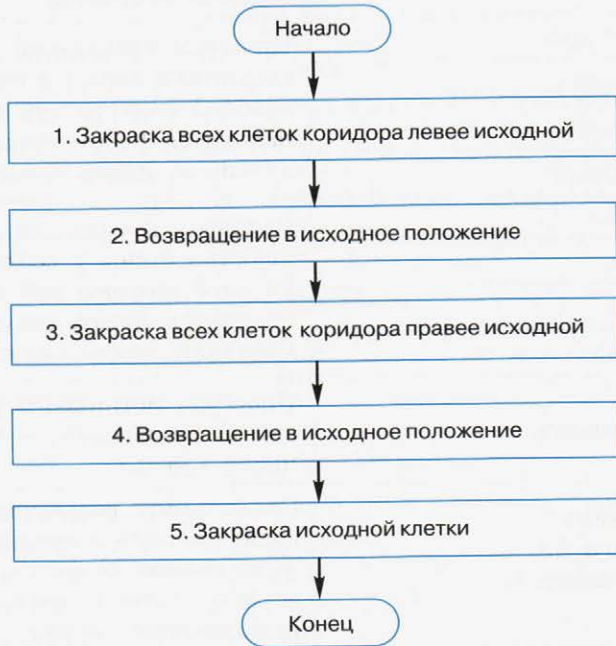 Начало
1. Закраска всех клеток коридора левее исходной
2. Возвращение в исходное положение
3. Закраска всех клеток коридора правее исходной
4. Возвращение в исходное положение
5. Закраска исходной клетки
Конец